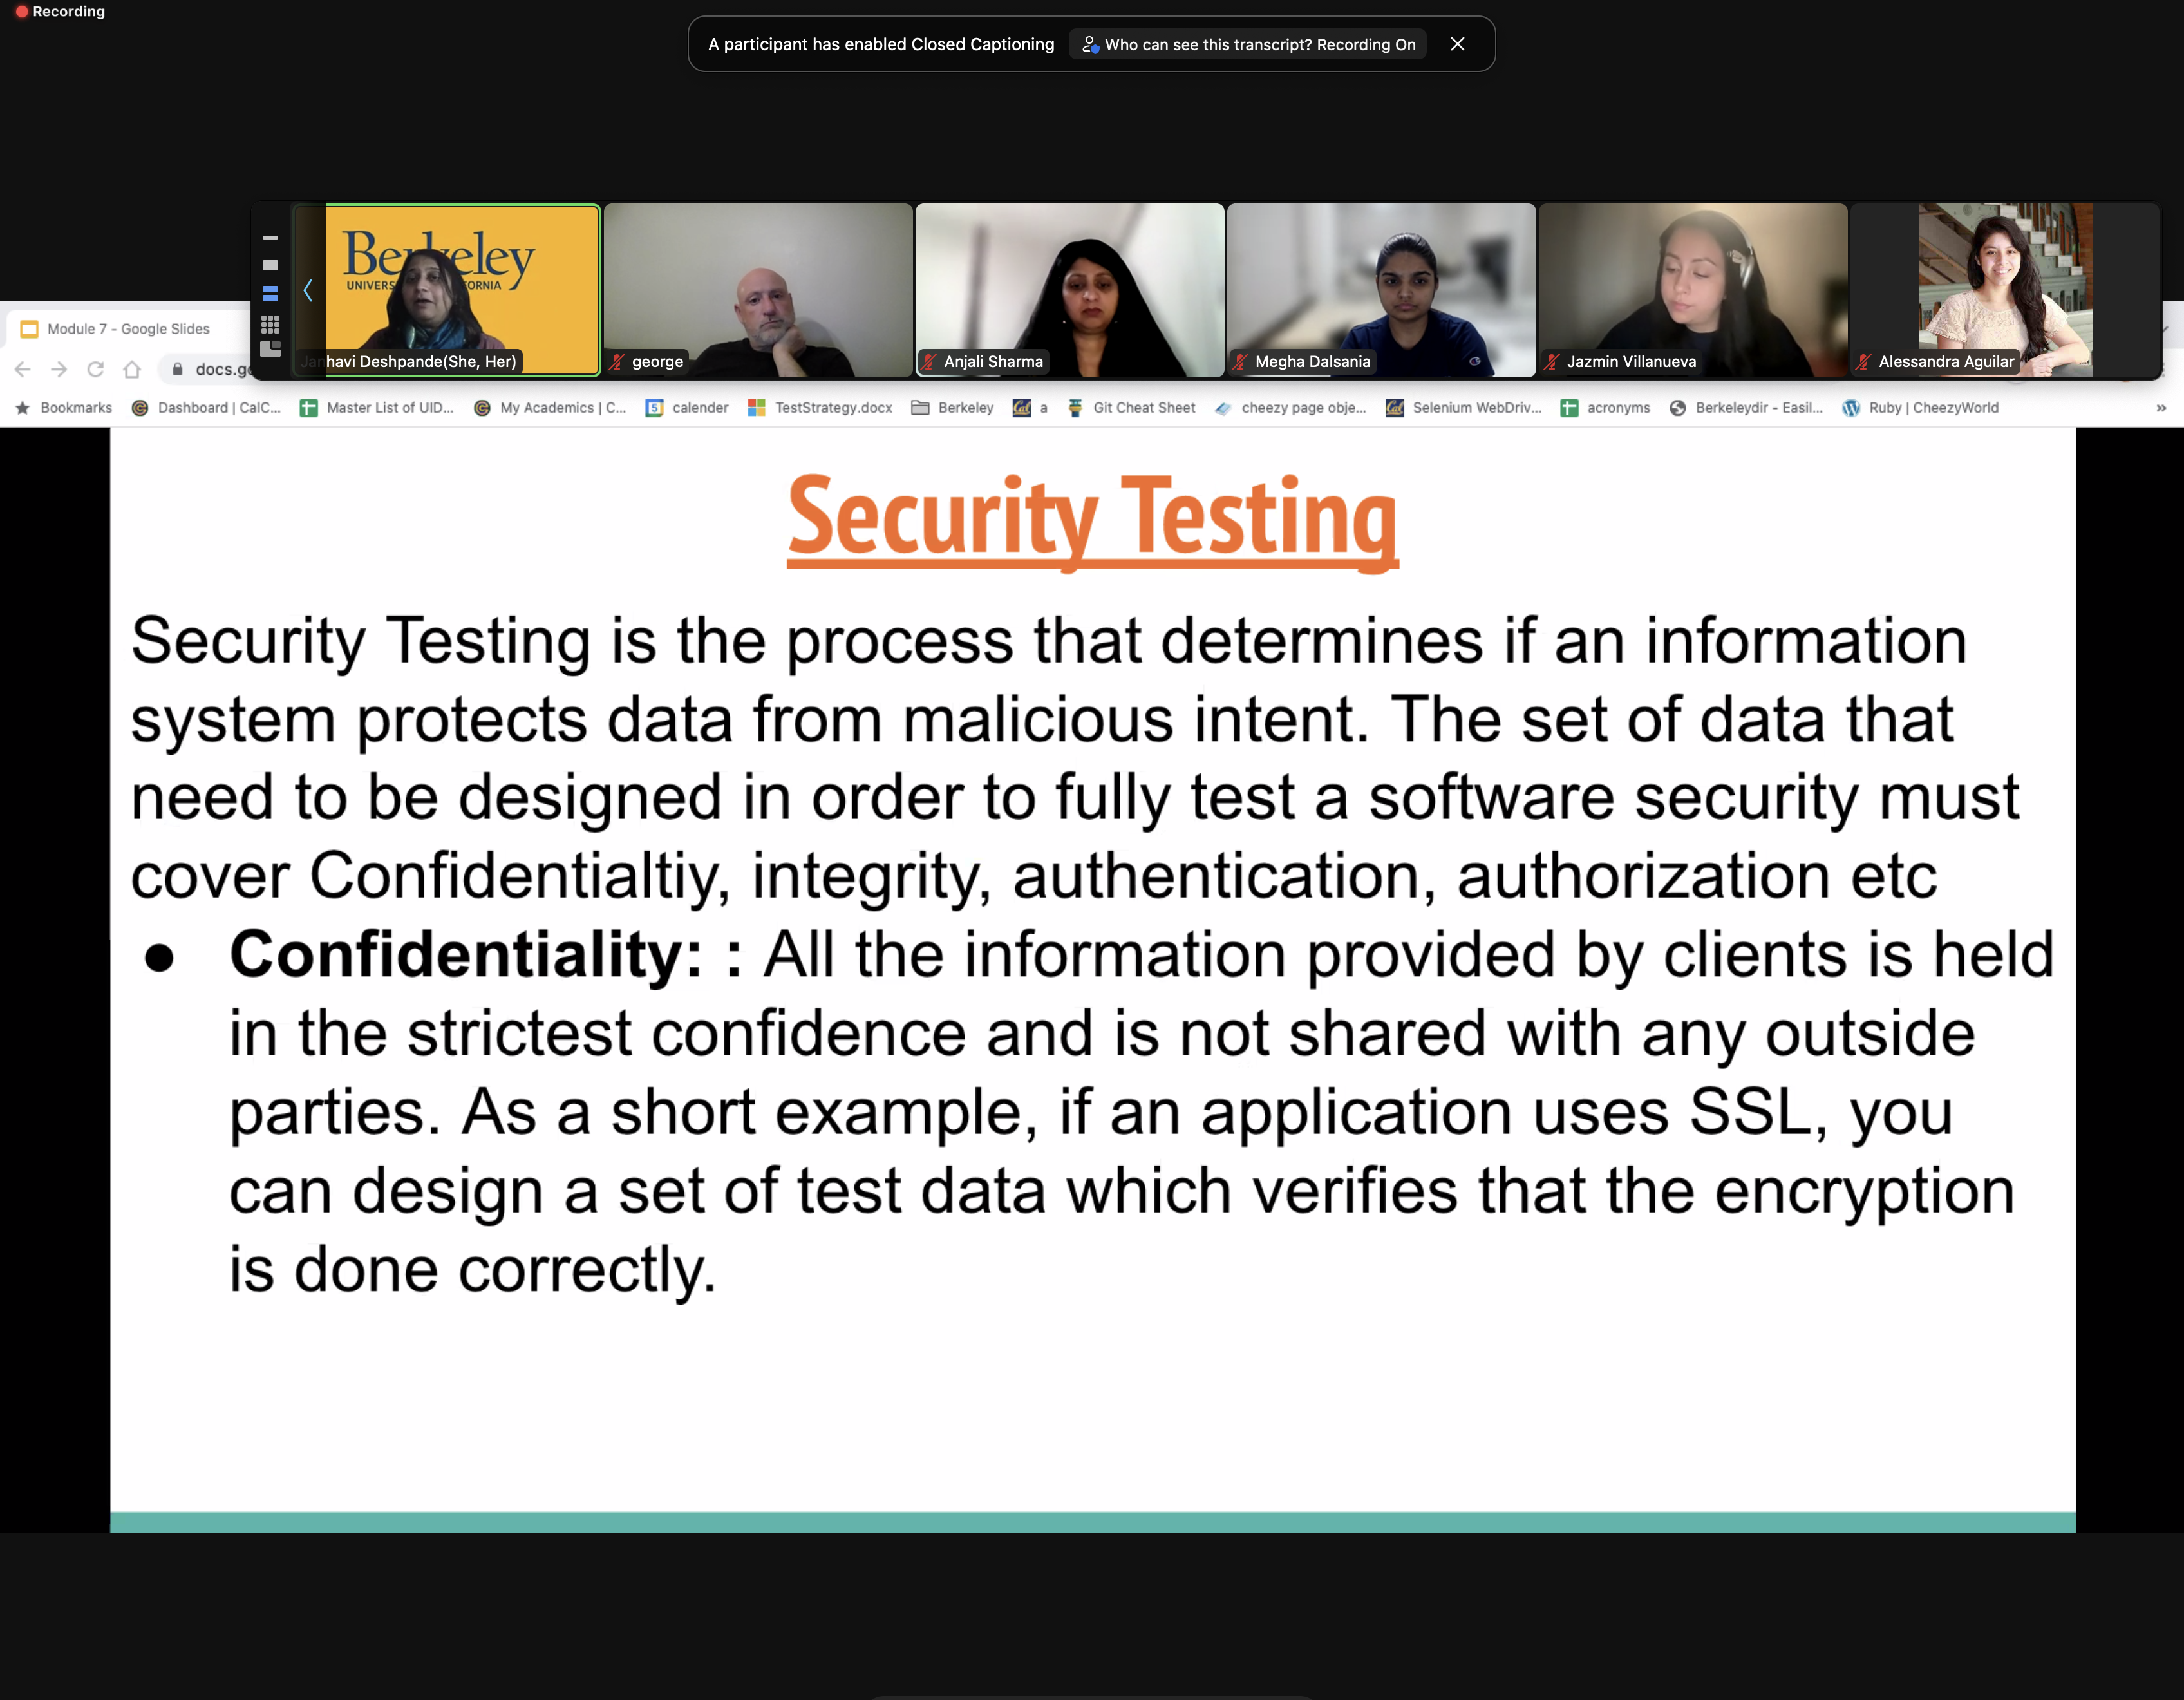 Recording
A participant has enabled Closed Captioning Who can see this transcript? Recording On
Berkeley
Janhavi Deshpande(She, Her) george Anjali Sharma Megha Dalsania Jazmin Villanueva Alessandra Aguilar
Module 7 - Google Slides
Bookmarks Dashboard | CalC... Master List of UID... My Academics | C... 5 calender TestStrategy.docx Berkeley Cal a Git Cheat Sheet cheezy page obje... Cal Selenium WebDriv... acronyms Berkeleydir - Easil... Ruby | CheezyWorld »
Security Testing
Security Testing is the process that determines if an information
system protects data from malicious intent. The set of data that
need to be designed in order to fully test a software security must
cover Confidentialtiy, integrity, authentication, authorization etc
● Confidentiality: : All the information provided by clients is held
in the strictest confidence and is not shared with any outside
parties. As a short example, if an application uses SSL, you
can design a set of test data which verifies that the encryption
is done correctly.